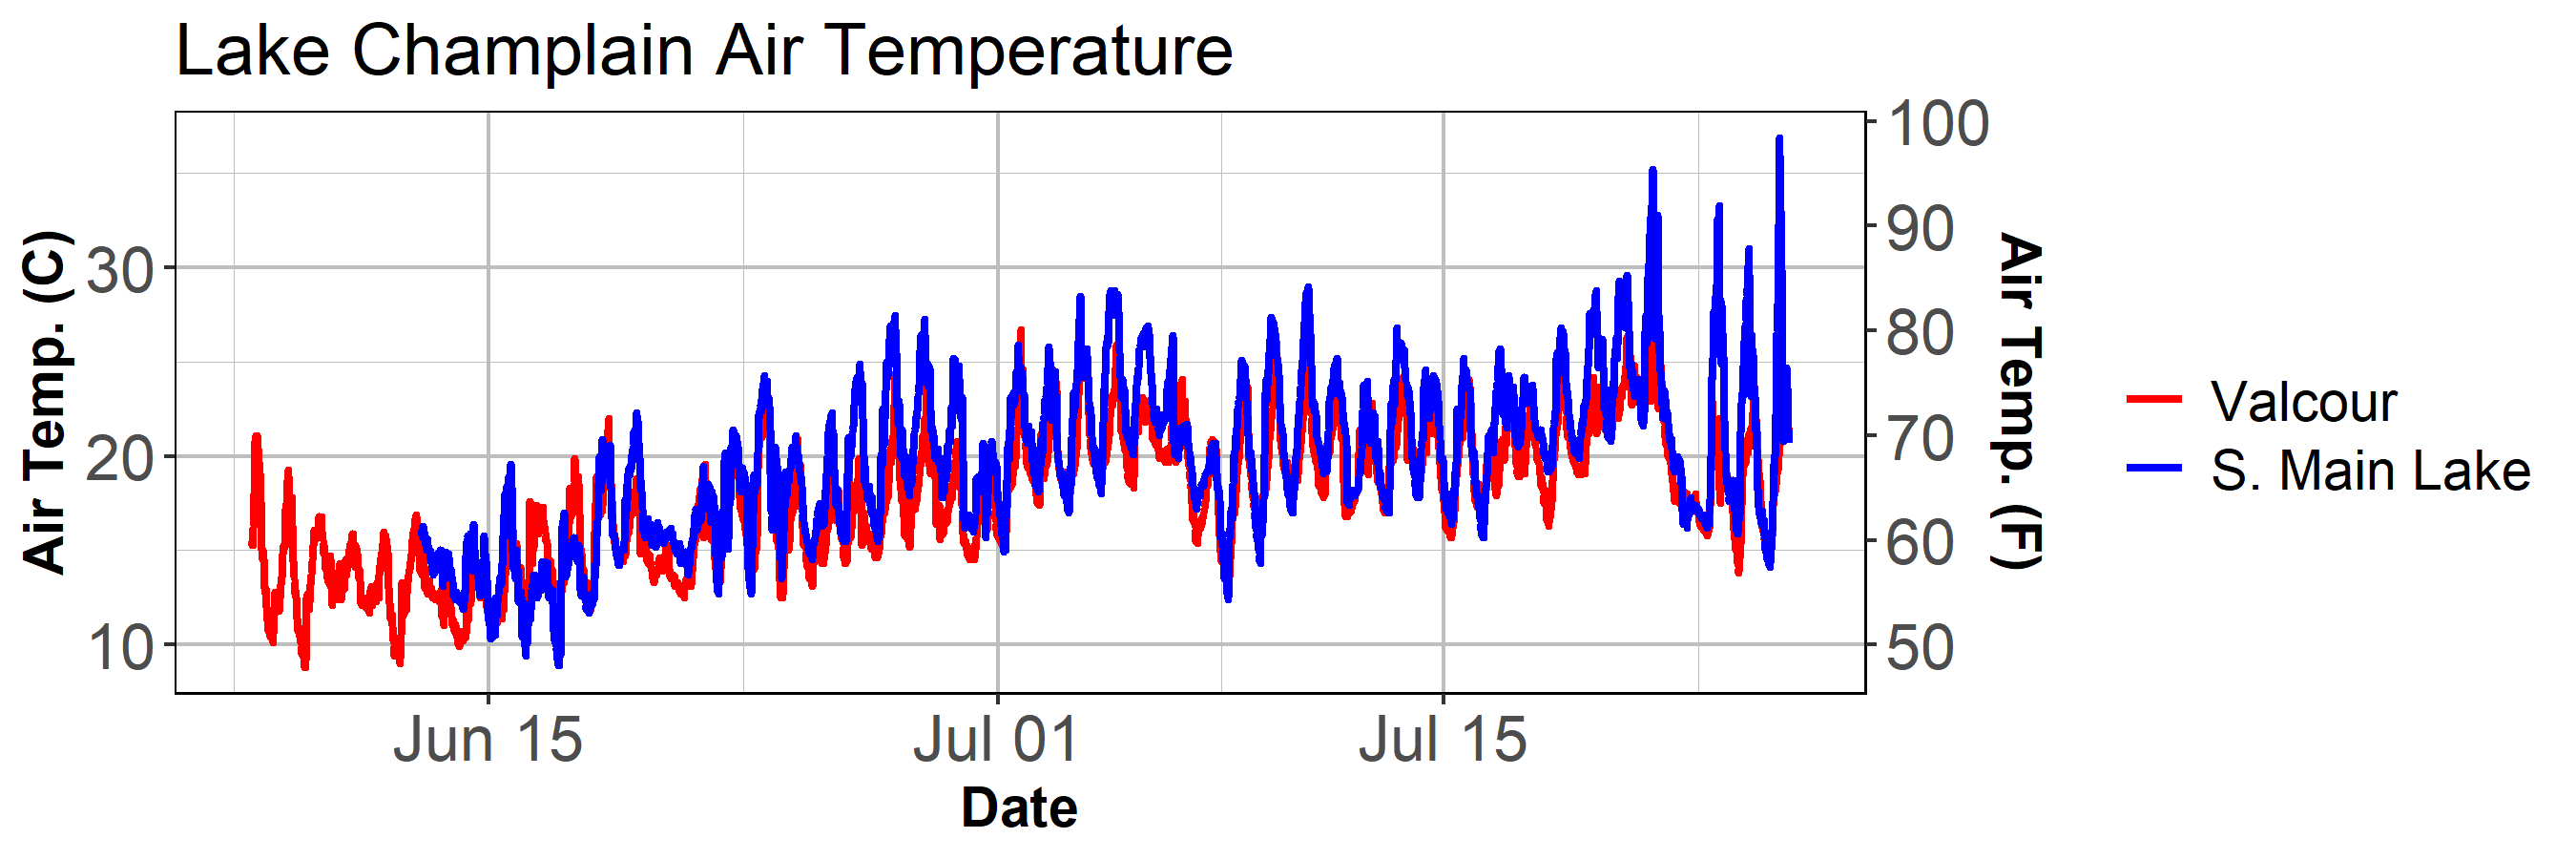 Lake Champlain Air Temperature
Air Temp. (C)
30
20
10
100
90
80
70
60
50
Air Temp. (F)
Jun 15
Jul 01
Jul 15
Date
Valcour
S. Main Lake